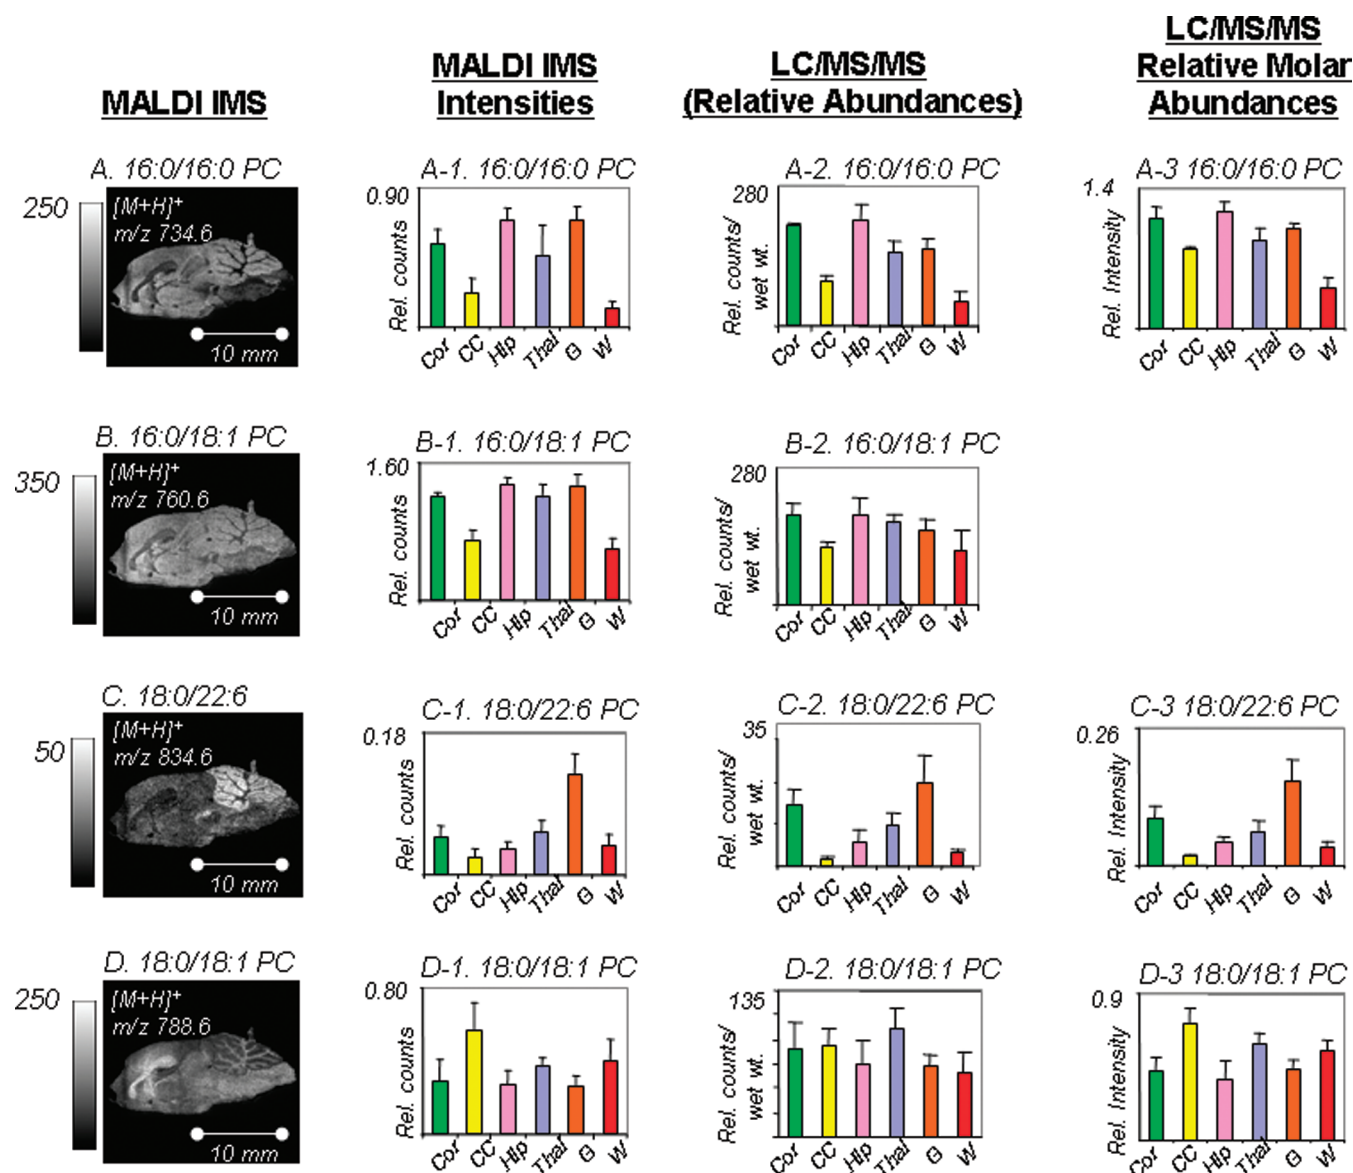 MALDI IMS
MALDI IMS
Intensities
LC/MS/MS
(Relative Abundances)
LC/MS/MS
Relative Molar
Abundances
A. 16:0/16:0 PC
250
[M+H]+
m/z 734.6
10 mm
A-1. 16:0/16:0 PC
0.90
Rel. counts
Cor CC Hip Thal G W
A-2. 16:0/16:0 PC
280
Rel. counts/
wet wt.
Cor CC Hip Thal G W
A-3 16:0/16:0 PC
1.4
Rel. Intensity
Cor CC Hip Thal G W
B. 16:0/18:1 PC
350
[M+H]+
m/z 760.6
10 mm
B-1. 16:0/18:1 PC
1.60
Rel. counts
Cor CC Hip Thal G W
B-2. 16:0/18:1 PC
280
Rel. counts/
wet wt.
Cor CC Hip Thal G W
C. 18:0/22:6
50
[M+H]+
m/z 834.6
10 mm
C-1. 18:0/22:6 PC
0.18
Rel. counts
Cor CC Hip Thal G W
C-2. 18:0/22:6 PC
35
Rel. counts/
wet wt.
Cor CC Hip Thal G W
C-3 18:0/22:6 PC
0.26
Rel. Intensity
Cor CC Hip Thal G W
D. 18:0/18:1 PC
250
[M+H]+
m/z 788.6
10 mm
D-1. 18:0/18:1 PC
0.80
Rel. counts
Cor CC Hip Thal G W
D-2. 18:0/18:1 PC
135
Rel. counts/
wet wt.
Cor CC Hip Thal G W
D-3 18:0/18:1 PC
0.9
Rel. Intensity
Cor CC Hip Thal G W